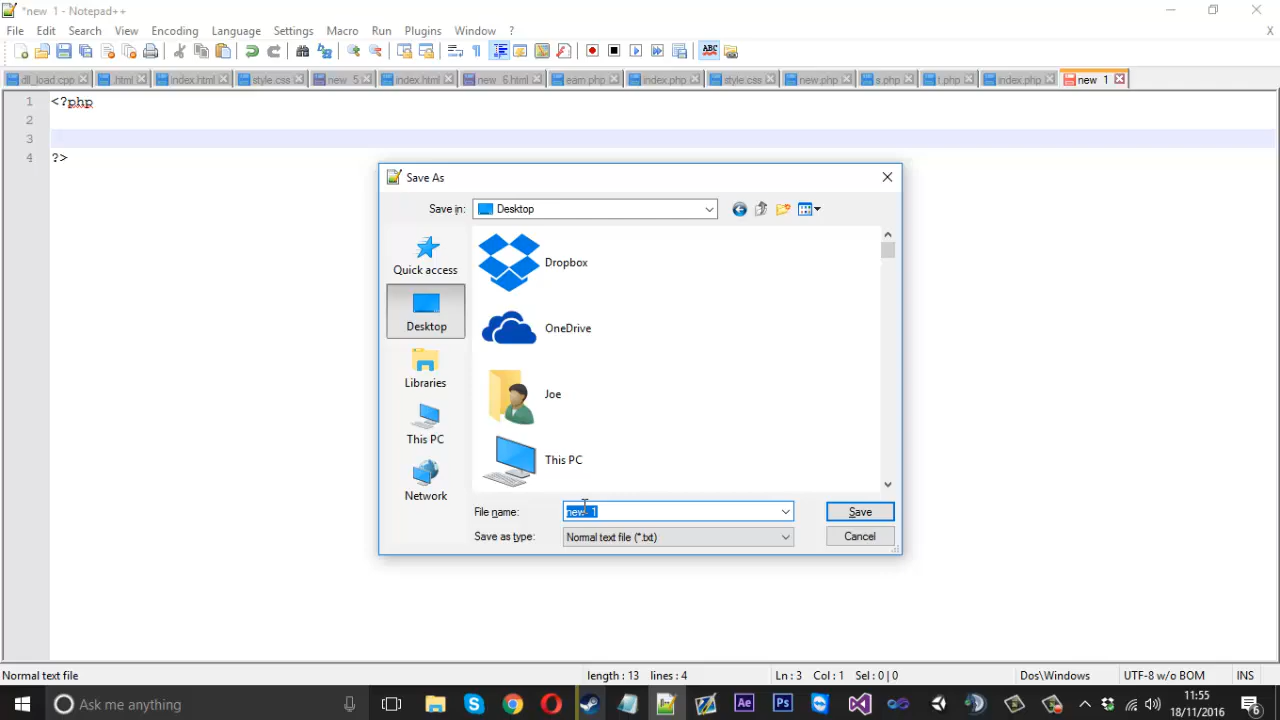 *new 1 - Notepad++
File Edit Search View Encoding Language Settings Macro Run Plugins Window ? X
dll_load.cpp .html index.html style.css new 5 index.html new 6.html earn.php index.php style.css new.php s.php t.php index.php new 1
1 <?php
2
3
4 ?>
Save As
Save in: Desktop
Quick access
Desktop
Libraries
This PC
Network
Dropbox
OneDrive
Joe
This PC
File name: new 1 Save
Save as type: Normal text file (*.txt) Cancel
Normal text file length : 13 lines : 4 Ln : 3 Col : 1 Sel : 0 | 0 Dos\Windows UTF-8 w/o BOM INS
Ask me anything
Ae Ps
11:55
18/11/2016
6